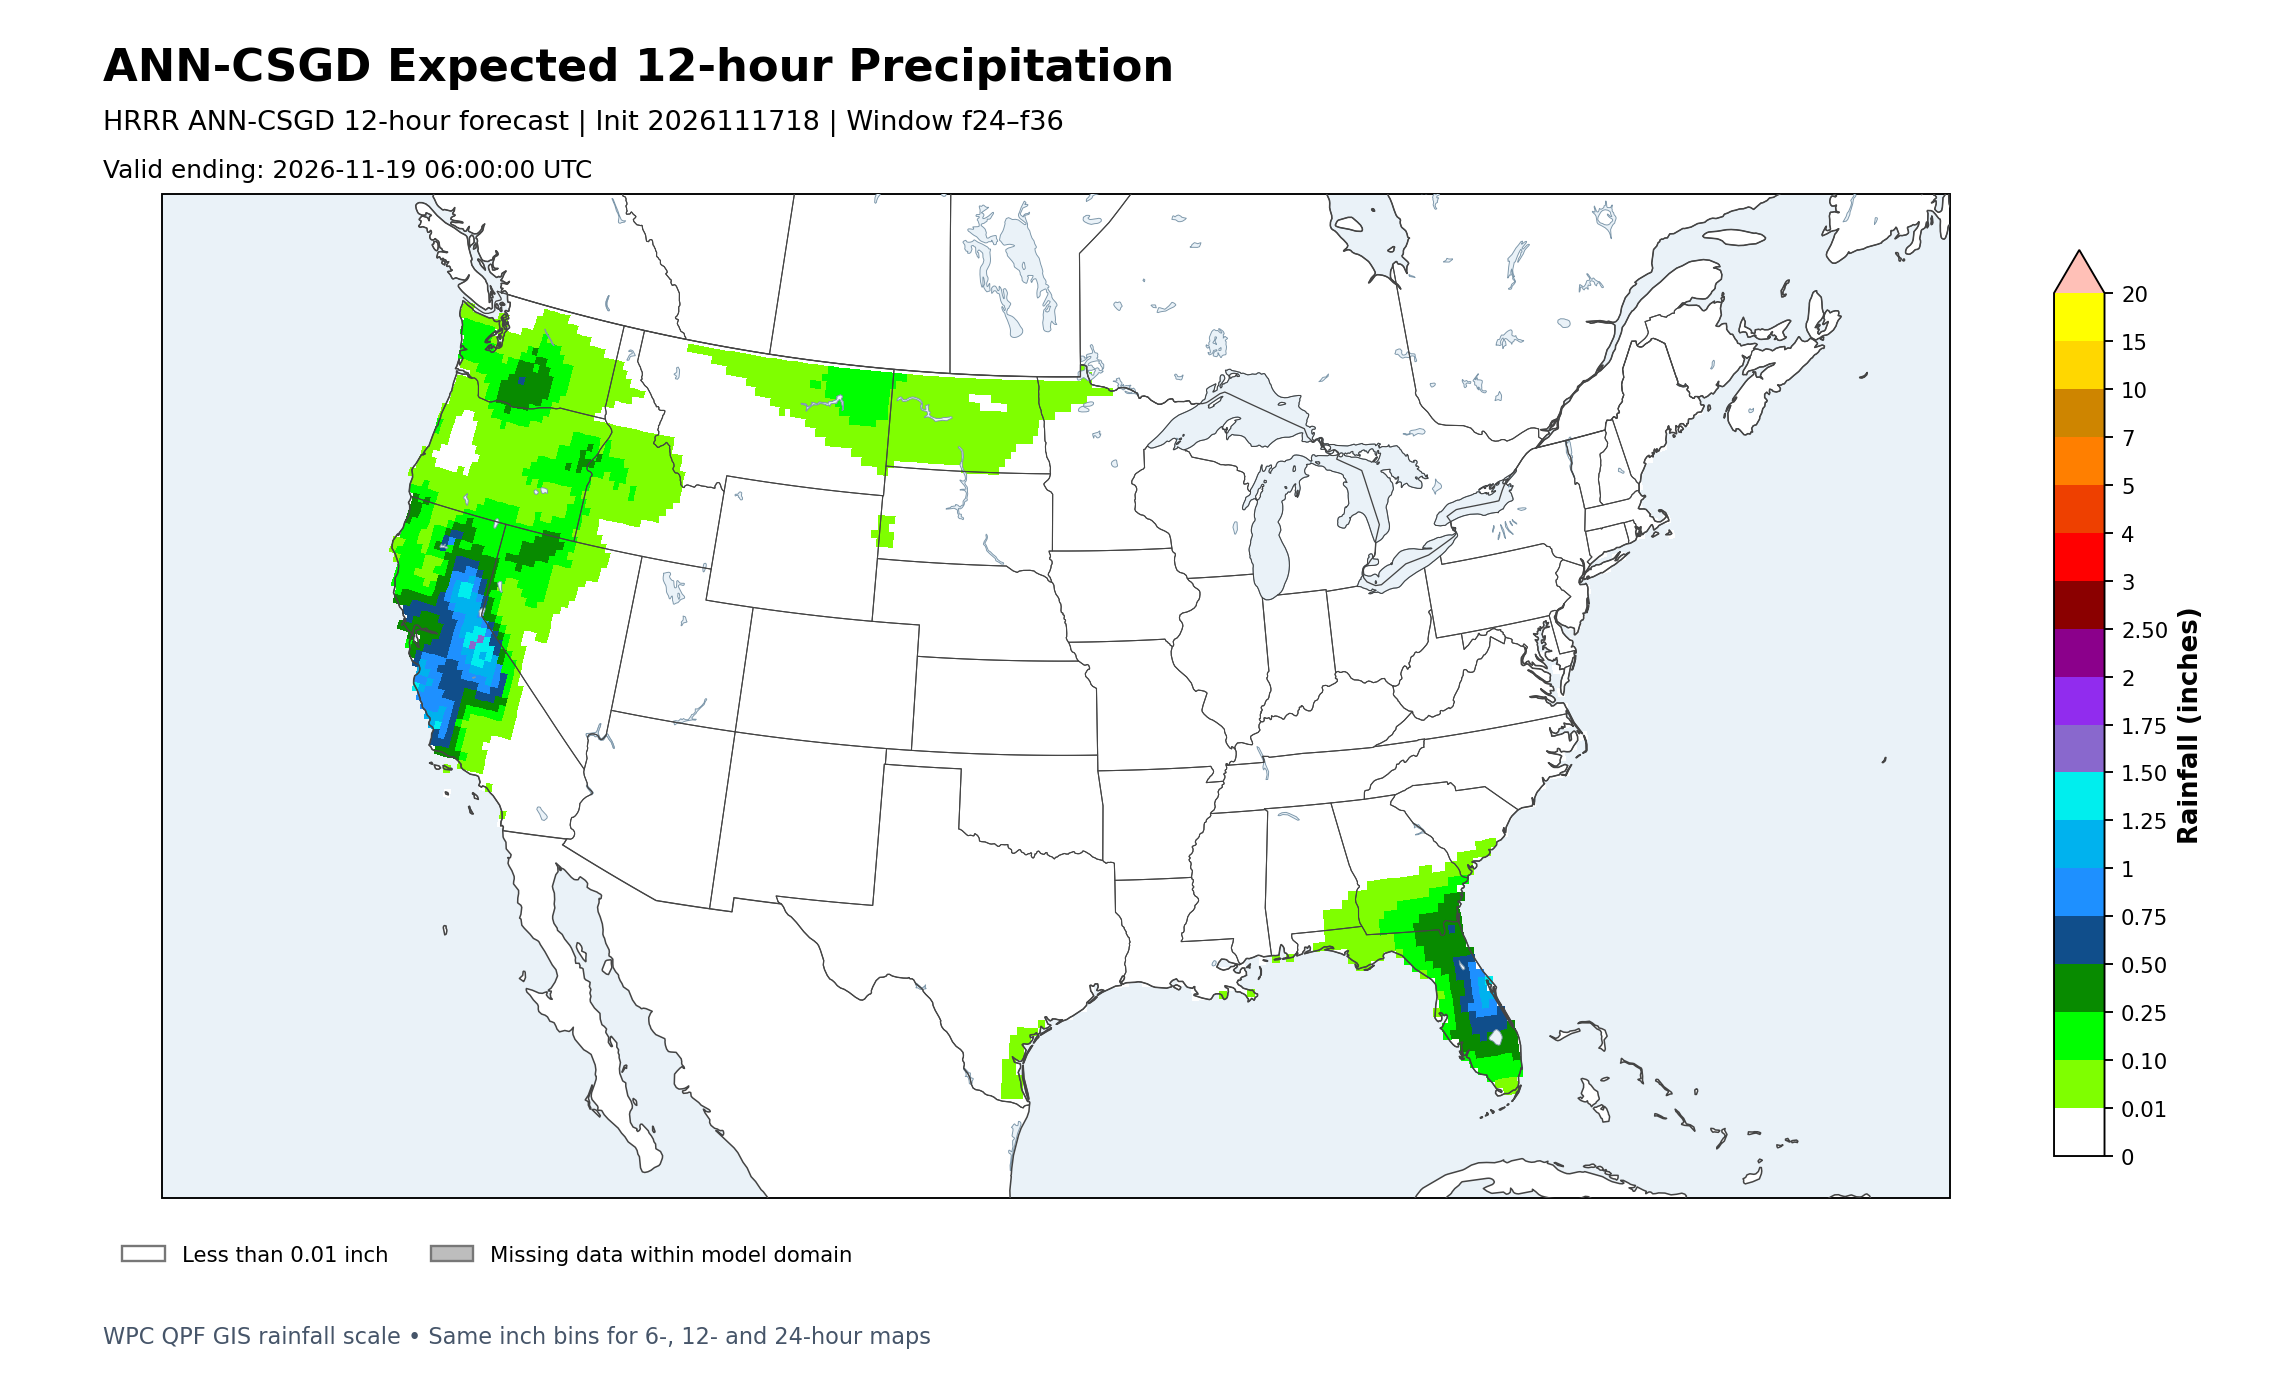 ANN-CSGD Expected 12-hour Precipitation
HRRR ANN-CSGD 12-hour forecast | Init 2026111718 | Window f24–f36
Valid ending: 2026-11-19 06:00:00 UTC
20
15
10
7
5
4
3
2.50
2
1.75
1.50
1.25
1
0.75
0.50
0.25
0.10
0.01
0
Rainfall (inches)
Less than 0.01 inch
Missing data within model domain
WPC QPF GIS rainfall scale • Same inch bins for 6-, 12- and 24-hour maps